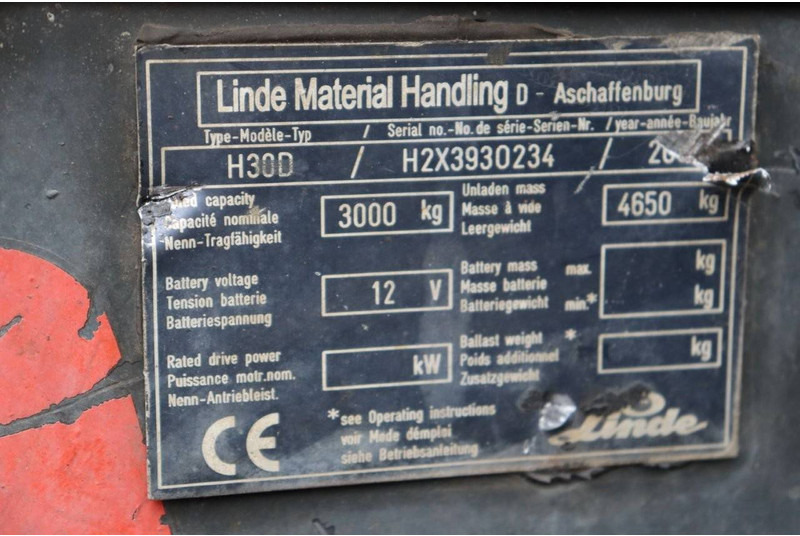 Linde Material Handling D - Aschaffenburg
Type-Modèle-Typ / Serial no.-No. de série-Serien-Nr. / year-année-Baujahr
H30D / H2X393O234 / 20
capacity
Capacité nominale
Nenn-Tragfähigkeit
3000 kg
Unladen mass
Masse à vide
Leergewicht
4650 kg
Battery voltage
Tension batterie
Batteriespannung
12 V
Battery mass max. kg
Masse batterie
Batteriegewicht min.* kg
Rated drive power
Puissance motr.nom.
Nenn-Antriebleist.
kW
Ballast weight *
Poids additionnel
Zusatzgewicht
kg
CE
*see Operating instructions
voir Mode démploi
siehe Betriebsanleitung
Linde